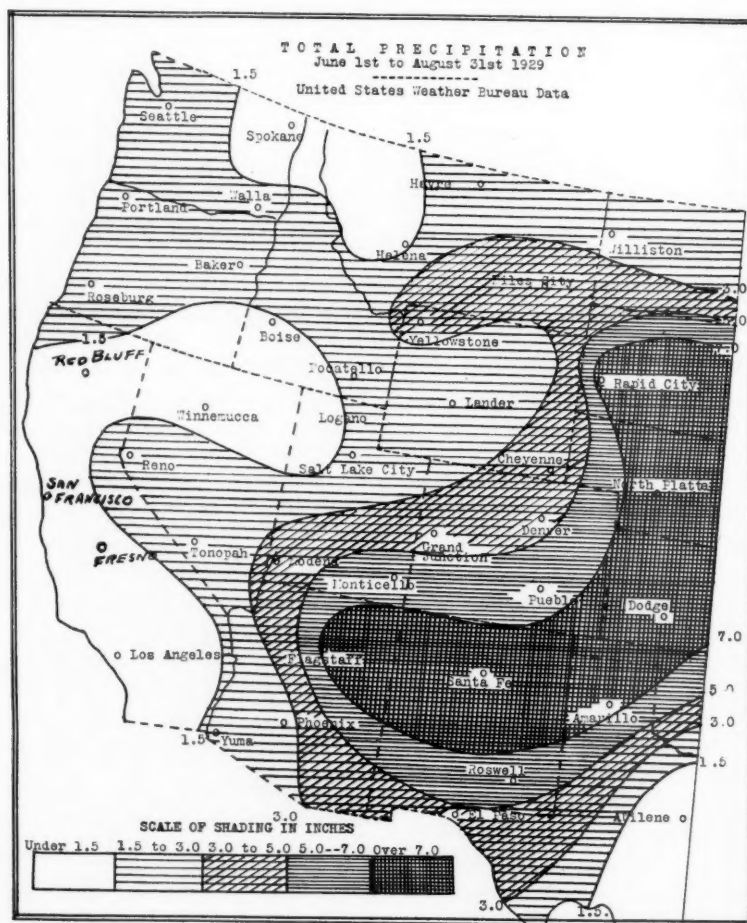 TOTAL PRECIPITATION
June 1st to August 31st 1929
United States Weather Bureau Data
1.5
1.5
Seattle
Spokane
Havre
Walla
Portland
Helena
Williston
Baker
Miles City
Roseburg
3.0
5.0
7.0
Boise
Yellowstone
1.5
RED BLUFF
Pocatello
Rapid City
Winnemucca
Logano
Lander
Reno
Salt Lake City
Cheyenne
North Platte
SAN
FRANCISCO
Denver
FRESNO
Tonopah
Modena
Grand
Junction
Monticello
Pueblo
Dodge
7.0
Los Angeles
Flagstaff
Santa Fe
5.0
Phoenix
Amarillo
3.0
1.5
Yuma
1.5
Roswell
3.0
El Paso
Abilene
SCALE OF SHADING IN INCHES
Under 1.5 1.5 to 3.0 3.0 to 5.0 5.0--7.0 Over 7.0
3.0
1.5.